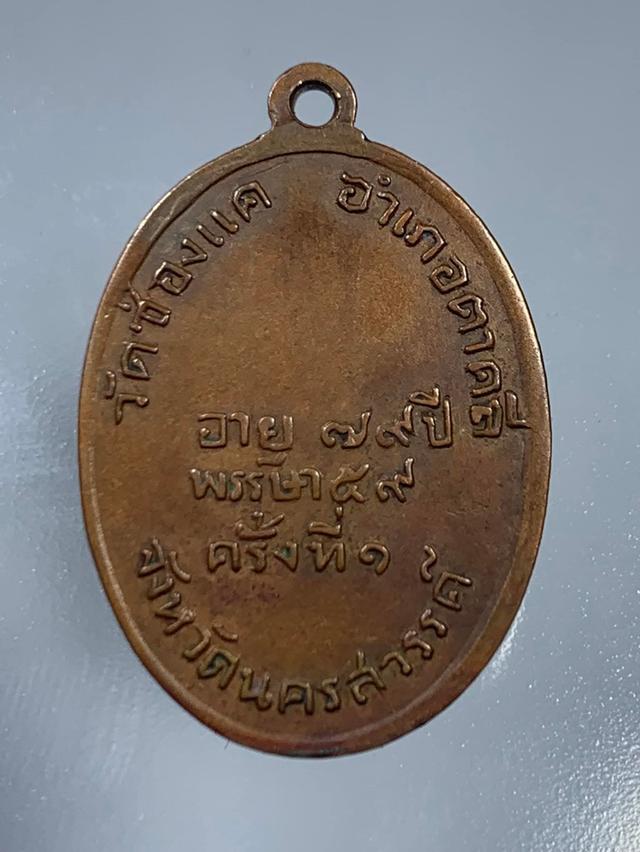 วัดช่องแค
อำเภอตาคลี
อายุ ๗๙ ปี
พรรษา ๕๙
ครั้งที่ ๑
จังหวัดนครสวรรค์